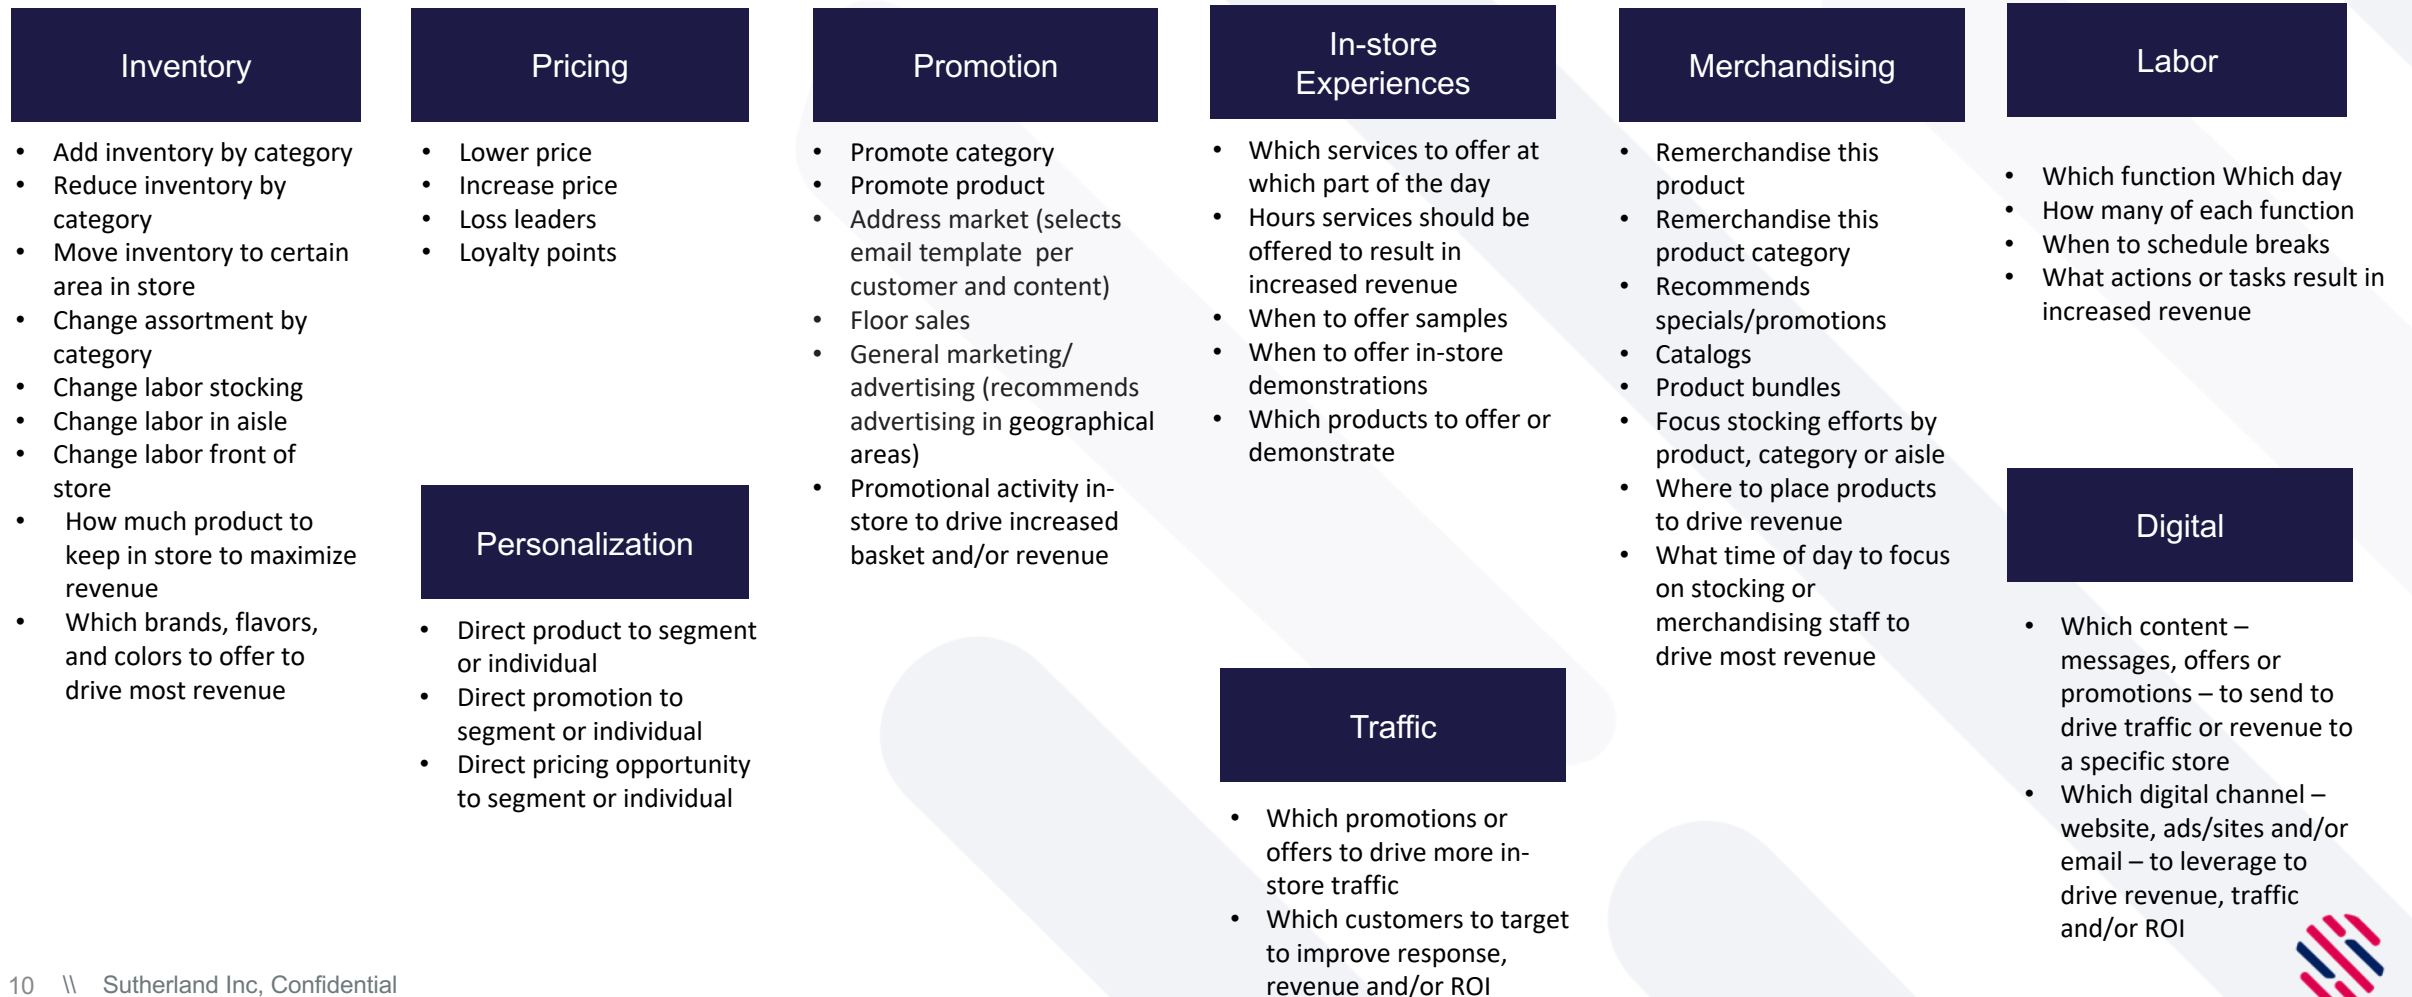 Inventory
• Add inventory by category
• Reduce inventory by
category
• Move inventory to certain
area in store
• Change assortment by
category
• Change labor stocking
• Change labor in aisle
• Change labor front of
store
• How much product to
keep in store to maximize
revenue
• Which brands, flavors,
and colors to offer to
drive most revenue
Pricing
• Lower price
• Increase price
• Loss leaders
• Loyalty points
Personalization
• Direct product to segment
or individual
• Direct promotion to
segment or individual
• Direct pricing opportunity
to segment or individual
Promotion
• Promote category
• Promote product
• Address market (selects
email template  per
customer and content)
• Floor sales
• General marketing/
advertising (recommends
advertising in geographical
areas)
• Promotional activity in-
store to drive increased
basket and/or revenue
In-store
Experiences
• Which services to offer at
which part of the day
• Hours services should be
offered to result in
increased revenue
• When to offer samples
• When to offer in-store
demonstrations
• Which products to offer or
demonstrate
Traffic
• Which promotions or
offers to drive more in-
store traffic
• Which customers to target
to improve response,
revenue and/or ROI
Merchandising
• Remerchandise this
product
• Remerchandise this
product category
• Recommends
specials/promotions
• Catalogs
• Product bundles
• Focus stocking efforts by
product, category or aisle
• Where to place products
to drive revenue
• What time of day to focus
on stocking or
merchandising staff to
drive most revenue
Labor
• Which function Which day
• How many of each function
• When to schedule breaks
• What actions or tasks result in
increased revenue
Digital
• Which content –
messages, offers or
promotions – to send to
drive traffic or revenue to
a specific store
• Which digital channel –
website, ads/sites and/or
email – to leverage to
drive revenue, traffic
and/or ROI
10 \\ Sutherland Inc, Confidential